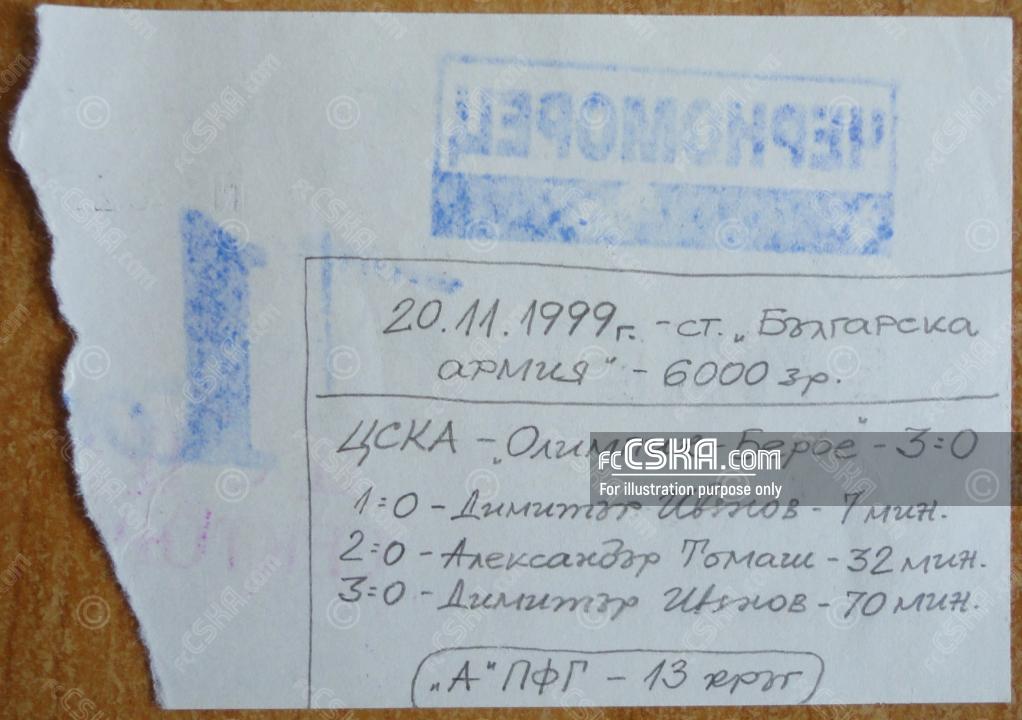 ЧЕРНОМОРЕЦ
1
20.11.1999г. - ст. „Българска
армия“ - 6000 зр.
ЦСКА - „Олимпик-Берое“ - 3:0
fcCSKA.com
For illustration purpose only
1:0 - Димитър Иванов - 7 мин.
2:0 - Александър Томаш - 32 мин.
3:0 - Димитър Иванов - 70 мин.
„А“ ПФГ - 13 кръг